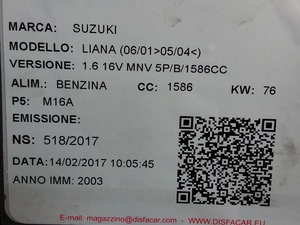 MARCA: SUZUKI
MODELLO: LIANA (06/01>05/04<)
VERSIONE: 1.6 16V MNV 5P/B/1586CC
ALIM.: BENZINA CC: 1586 KW: 76
P5: M16A
EMISSIONE:
NS: 518/2017
DATA:14/02/2017 10:05:45
ANNO IMM: 2003
E-mail: magazzino@disfacar.com - WWW.DISFACAR.EU